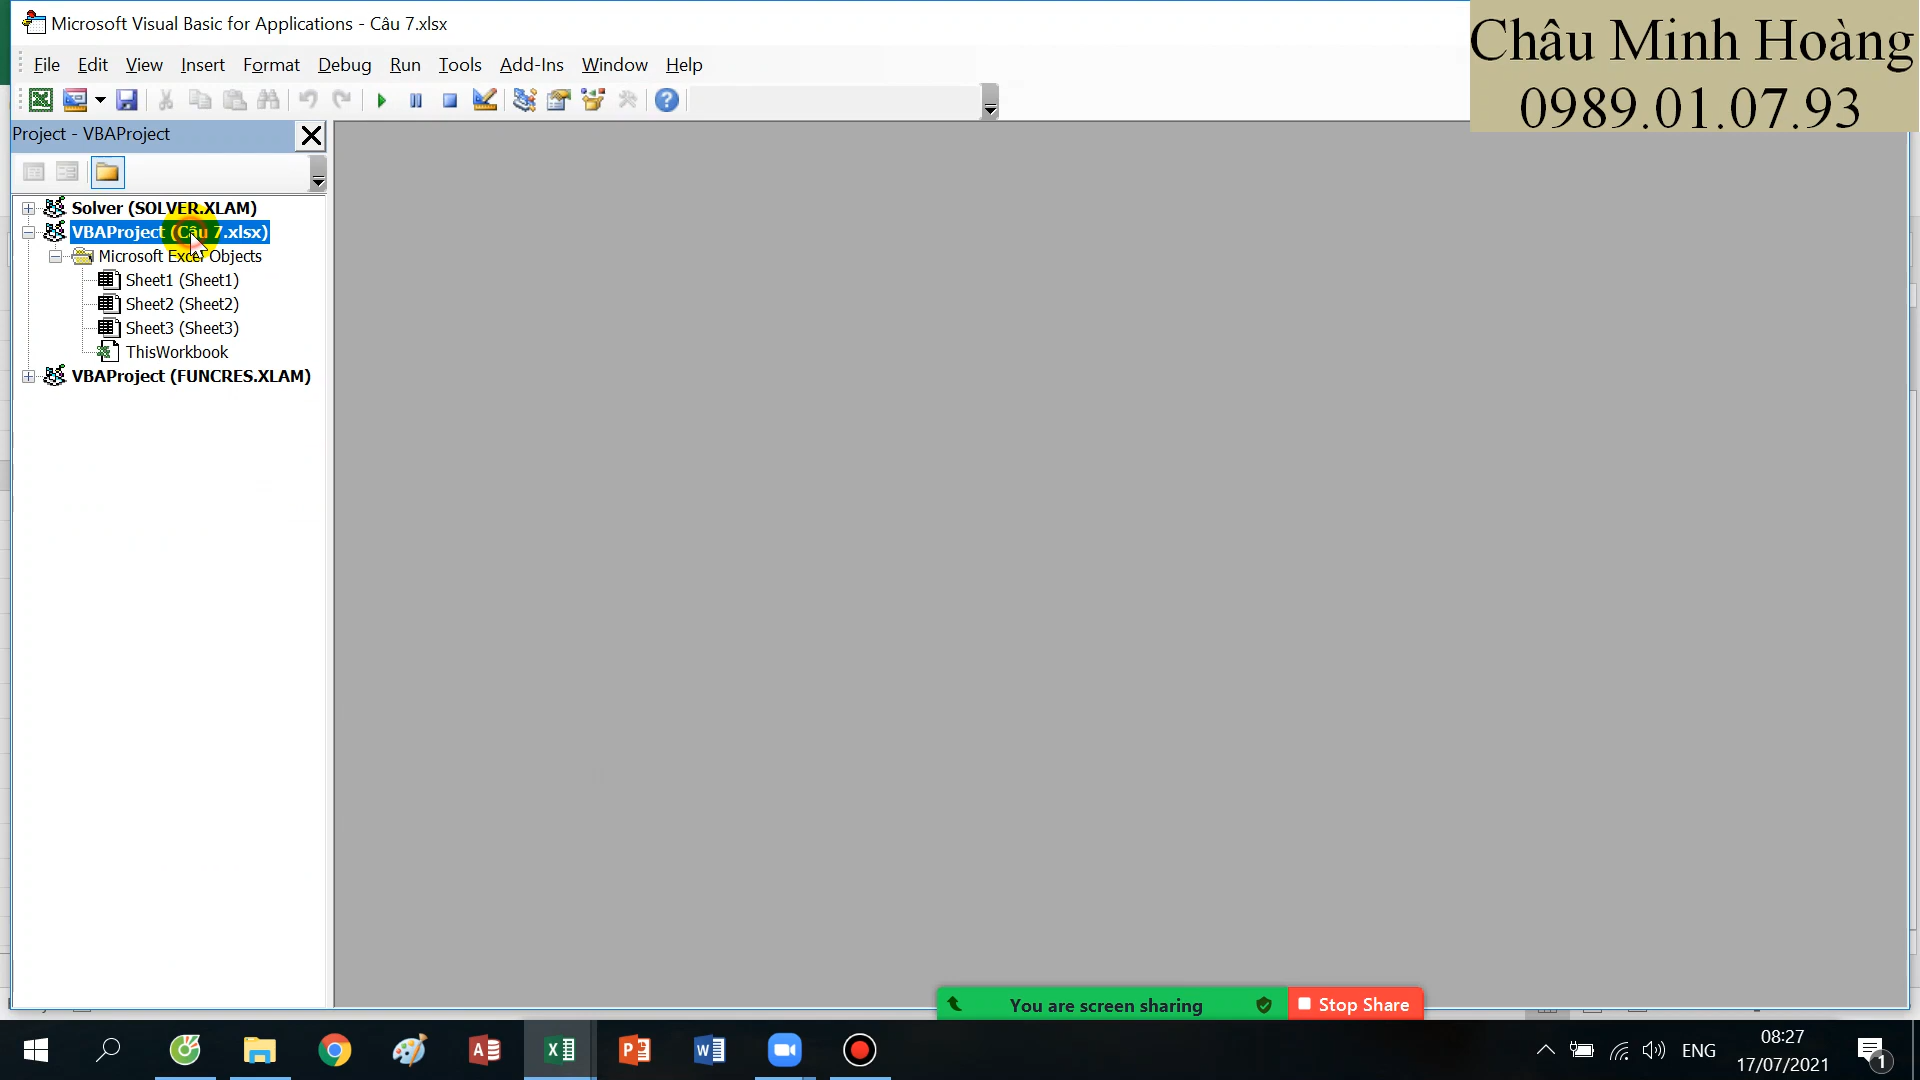 Microsoft Visual Basic for Applications - Câu 7.xlsx
Châu Minh Hoàng
0989.01.07.93
File Edit View Insert Format Debug Run Tools Add-Ins Window Help
Project - VBAProject
Solver (SOLVER.XLAM)
VBAProject (Câu 7.xlsx)
Microsoft Excel Objects
Sheet1 (Sheet1)
Sheet2 (Sheet2)
Sheet3 (Sheet3)
ThisWorkbook
VBAProject (FUNCRES.XLAM)
You are screen sharing Stop Share
ENG
08:27
17/07/2021
1